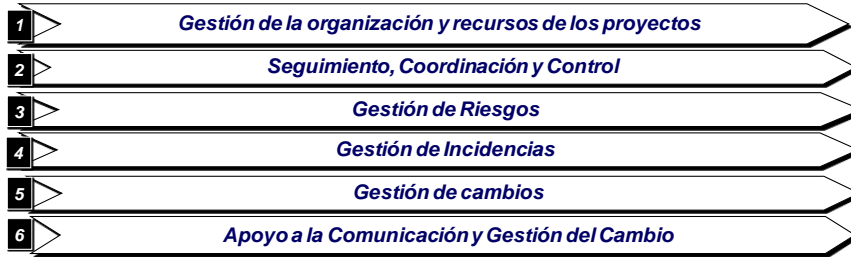 1 Gestión de la organización y recursos de los proyectos
2 Seguimiento, Coordinación y Control
3 Gestión de Riesgos
4 Gestión de Incidencias
5 Gestión de cambios
6 Apoyo a la Comunicación y Gestión del Cambio